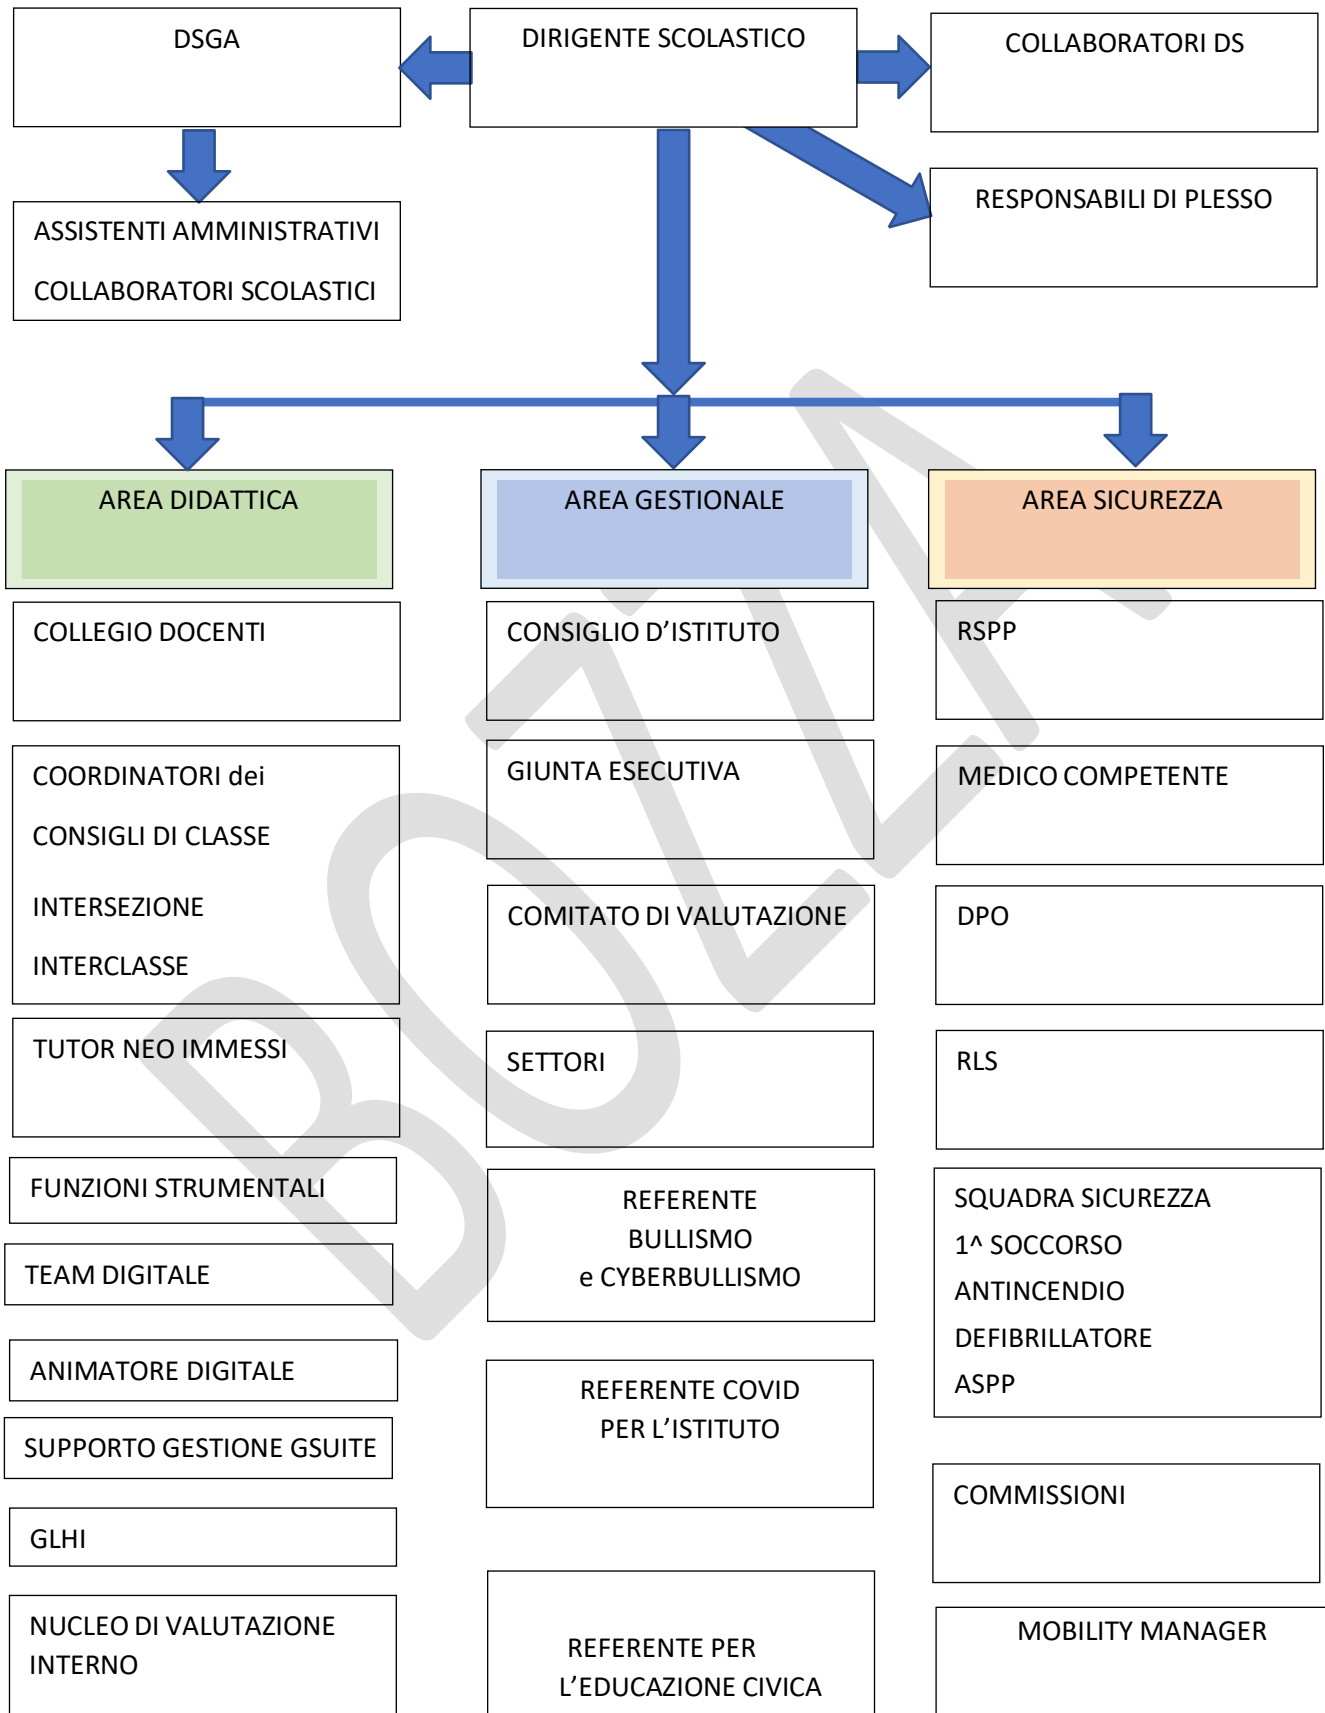 DSGA
DIRIGENTE SCOLASTICO
COLLABORATORI DS
RESPONSABILI DI PLESSO
ASSISTENTI AMMINISTRATIVI
COLLABORATORI SCOLASTICI
AREA DIDATTICA
AREA GESTIONALE
AREA SICUREZZA
COLLEGIO DOCENTI
COORDINATORI dei
CONSIGLI DI CLASSE
INTERSEZIONE
INTERCLASSE
TUTOR NEO IMMESSI
FUNZIONI STRUMENTALI
TEAM DIGITALE
ANIMATORE DIGITALE
SUPPORTO GESTIONE GSUITE
GLHI
NUCLEO DI VALUTAZIONE
INTERNO
CONSIGLIO D’ISTITUTO
GIUNTA ESECUTIVA
COMITATO DI VALUTAZIONE
SETTORI
REFERENTE
BULLISMO
e CYBERBULLISMO
REFERENTE COVID
PER L’ISTITUTO
REFERENTE PER
L’EDUCAZIONE CIVICA
RSPP
MEDICO COMPETENTE
DPO
RLS
SQUADRA SICUREZZA
1^ SOCCORSO
ANTINCENDIO
DEFIBRILLATORE
ASPP
COMMISSIONI
MOBILITY MANAGER
BOZZA